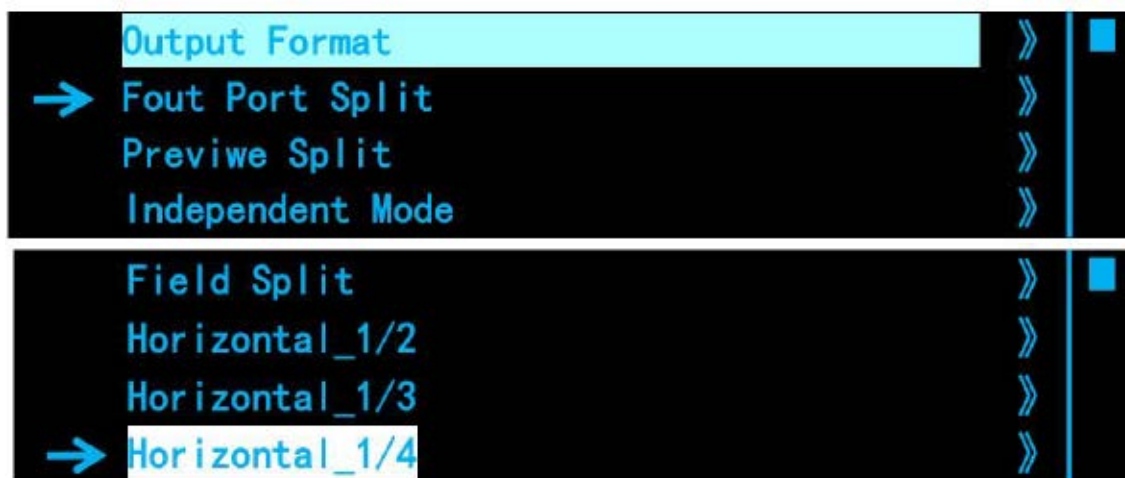 Output Format 》
→ Fout Port Split 》
Previwe Split 》
Independent Mode 》
Field Split 》
Horizontal_1/2 》
Horizontal_1/3 》
→ Horizontal_1/4 》